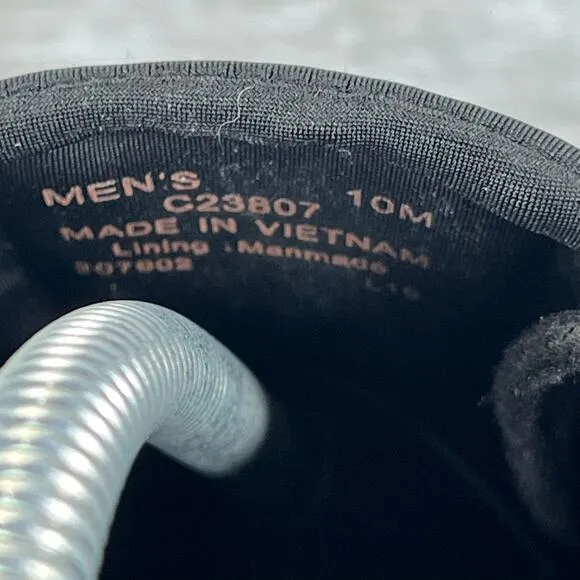 MEN'S
C23807 10M
MADE IN VIETNAM
Lining : Manmade